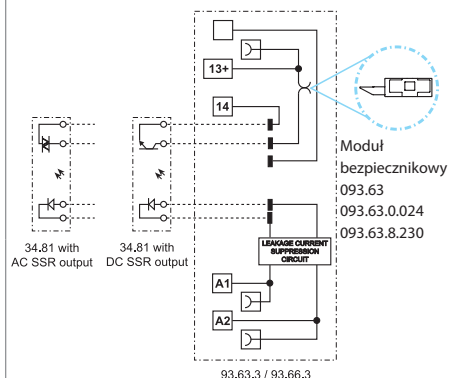 13+
14
Moduł
bezpiecznikowy
093.63
093.63.0.024
093.63.8.230
34.81 with
AC SSR output
34.81 with
DC SSR output
LEAKAGE CURRENT
SUPPRESSION
CIRCUIT
A1
A2
93.63.3 / 93.66.3